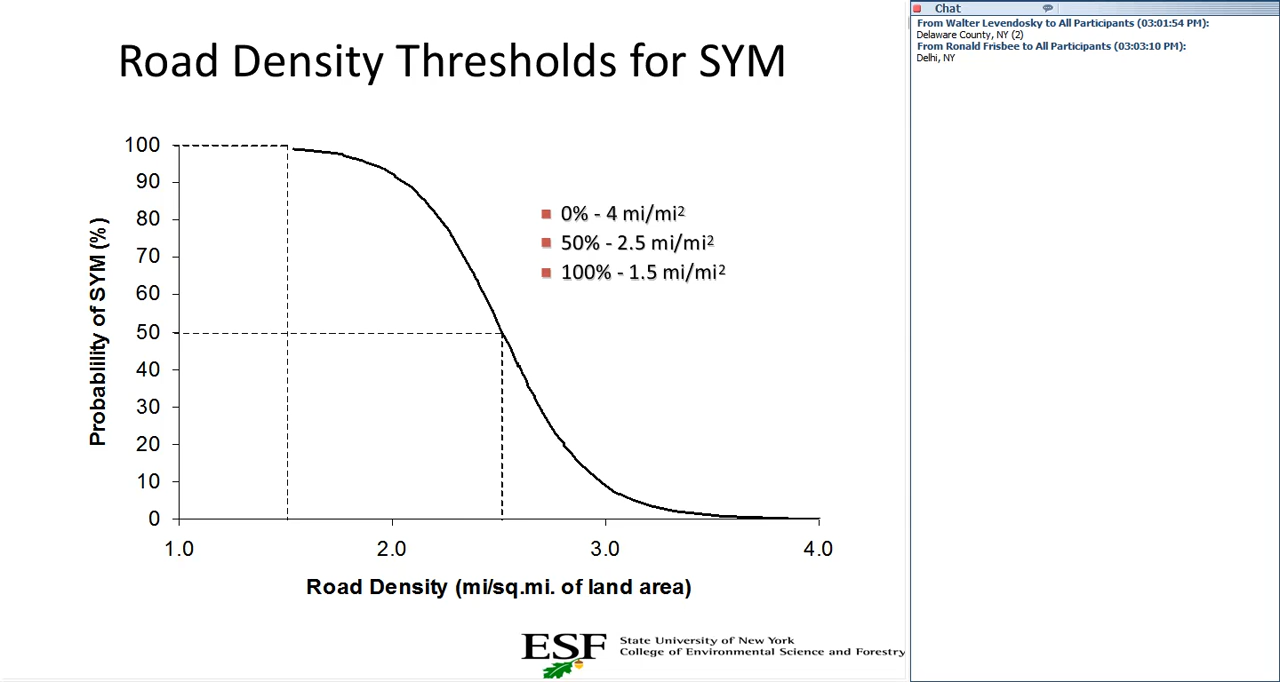 Road Density Thresholds for SYM
100
90
80
70
60
50
40
30
20
10
0
Probablility of SYM (%)
0% - 4 mi/mi²
50% - 2.5 mi/mi²
100% - 1.5 mi/mi²
1.0 2.0 3.0 4.0
Road Density (mi/sq.mi. of land area)
ESF
State University of New York
College of Environmental Science and Forestry
Chat
From Walter Levendosky to All Participants (03:01:54 PM):
Delaware County, NY (2)
From Ronald Frisbee to All Participants (03:03:10 PM):
Delhi, NY